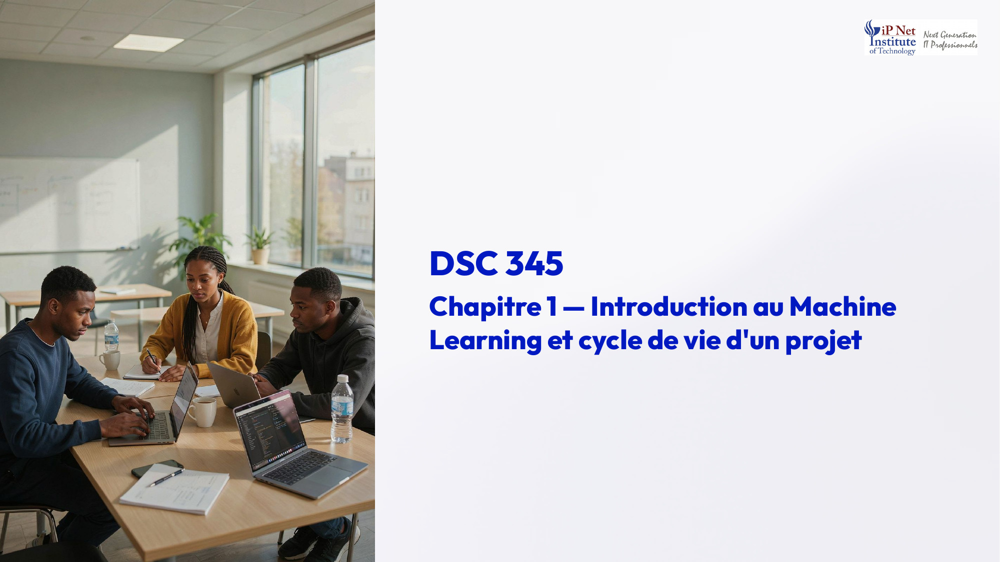 iP Net
Institute
of Technology
Next Generation
IT Professionnels
DSC 345
Chapitre 1 — Introduction au Machine
Learning et cycle de vie d'un projet